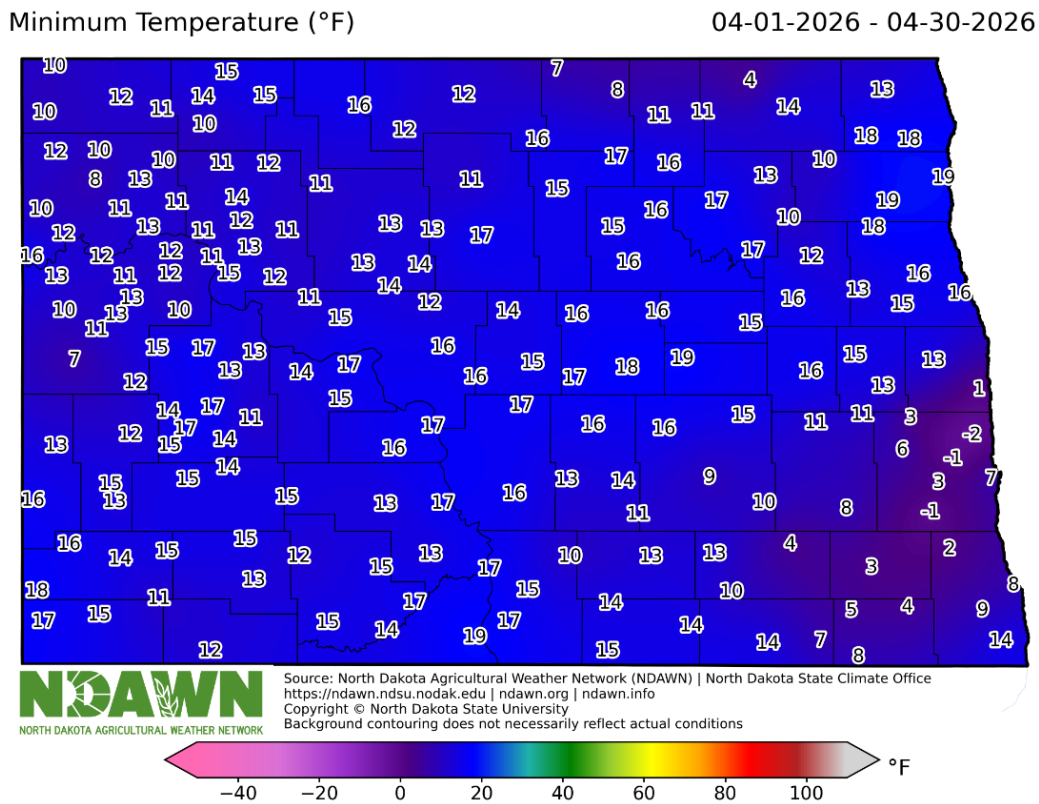 Minimum Temperature (°F) 04-01-2026 - 04-30-2026
10 15 7 8 4 13
12 11 14 15 16 12 11 11 14
10 10 12 16 18 18
12 10 10 11 12 17 16 13 10
8 13 11 11 15 19
10 11 11 14 16 17 19
12 13 11 12 11 13 13 17 15 10 18
16 12 12 11 13 13 14 16 17 12
13 11 12 15 12 14 16 13 16
10 13 13 10 11 15 12 14 16 16 16 15 15 16
11
7 15 17 13 14 17 16 15 17 18 19 16 15 13
12 13 15 16 13 1
14 17 11 17 17 16 16 15 11 11 3
13 12 17 15 14 16 6 -2
14 -1
16 15 13 15 15 13 17 16 13 14 9 10 8 3 7
11 -1
16 14 15 15 12 15 13 17 10 13 13 4 3 2
18 13 15 10 8
17 15 11 15 14 17 17 19 14 14 5 4 9
12 15 14 7 8 14
NDAWN
NORTH DAKOTA AGRICULTURAL WEATHER NETWORK
Source: North Dakota Agricultural Weather Network (NDAWN) | North Dakota State Climate Office
https://ndawn.ndsu.nodak.edu | ndawn.org | ndawn.info
Copyright © North Dakota State University
Background contouring does not necessarily reflect actual conditions
−40 −20 0 20 40 60 80 100 °F